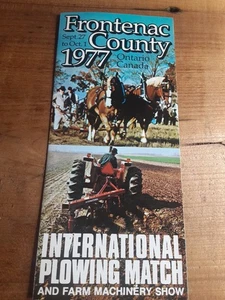 Frontenac
Sept. 27
to Oct. 1
County
1977
Ontario
Canada
INTERNATIONAL
PLOWING MATCH
AND FARM MACHINERY SHOW